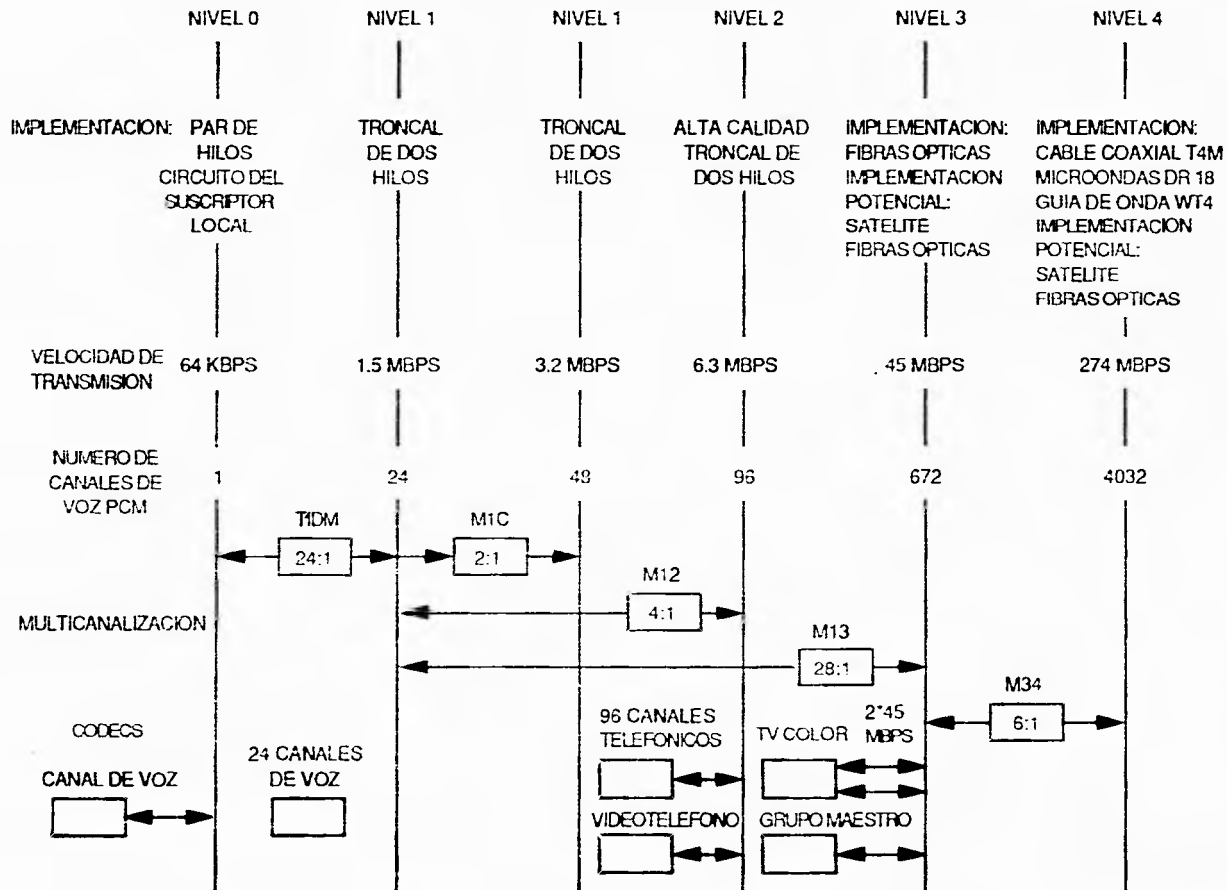 NIVEL 0 NIVEL 1 NIVEL 1 NIVEL 2 NIVEL 3 NIVEL 4
IMPLEMENTACION:
PAR DE
HILOS
CIRCUITO DEL
SUSCRIPTOR
LOCAL
TRONCAL
DE DOS
HILOS
TRONCAL
DE DOS
HILOS
ALTA CALIDAD
TRONCAL DE
DOS HILOS
IMPLEMENTACION:
FIBRAS OPTICAS
IMPLEMENTACION
POTENCIAL:
SATELITE
FIBRAS OPTICAS
IMPLEMENTACION:
CABLE COAXIAL T4M
MICROONDAS DR 18
GUIA DE ONDA WT4
IMPLEMENTACION
POTENCIAL:
SATELITE
FIBRAS OPTICAS
VELOCIDAD DE
TRANSMISION
64 KBPS 1.5 MBPS 3.2 MBPS 6.3 MBPS 45 MBPS 274 MBPS
NUMERO DE
CANALES DE
VOZ PCM
1 24 48 96 672 4032
T1DM
24:1
M1C
2:1
M12
4:1
MULTICANALIZACION
M13
28:1
M34
6:1
CODECS
CANAL DE VOZ
24 CANALES
DE VOZ
96 CANALES
TELEFONICOS
TV COLOR
2*45
MBPS
VIDEOTELEFONO
GRUPO MAESTRO